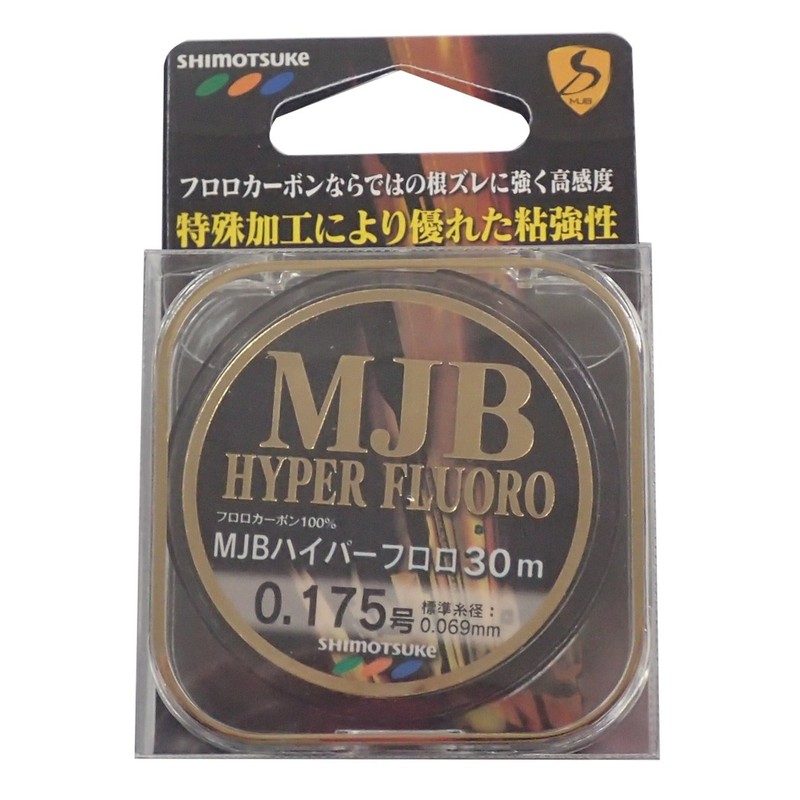 SHIMOTSUKe
MJB
フロロカーボンならではの根ズレに強く高感度
特殊加工により優れた粘強性
MJB
HYPER FLUORO
フロロカーボン100%
MJBハイパーフロロ30m
0.175号
標準糸径：
0.069mm
SHIMOTSUKe